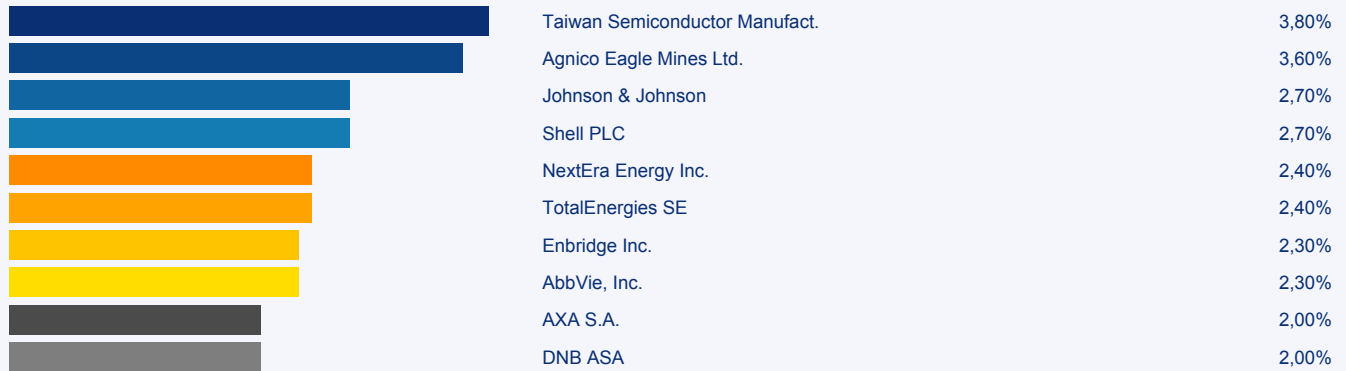 Taiwan Semiconductor Manufact. 3,80%
Agnico Eagle Mines Ltd. 3,60%
Johnson & Johnson 2,70%
Shell PLC 2,70%
NextEra Energy Inc. 2,40%
TotalEnergies SE 2,40%
Enbridge Inc. 2,30%
AbbVie, Inc. 2,30%
AXA S.A. 2,00%
DNB ASA 2,00%